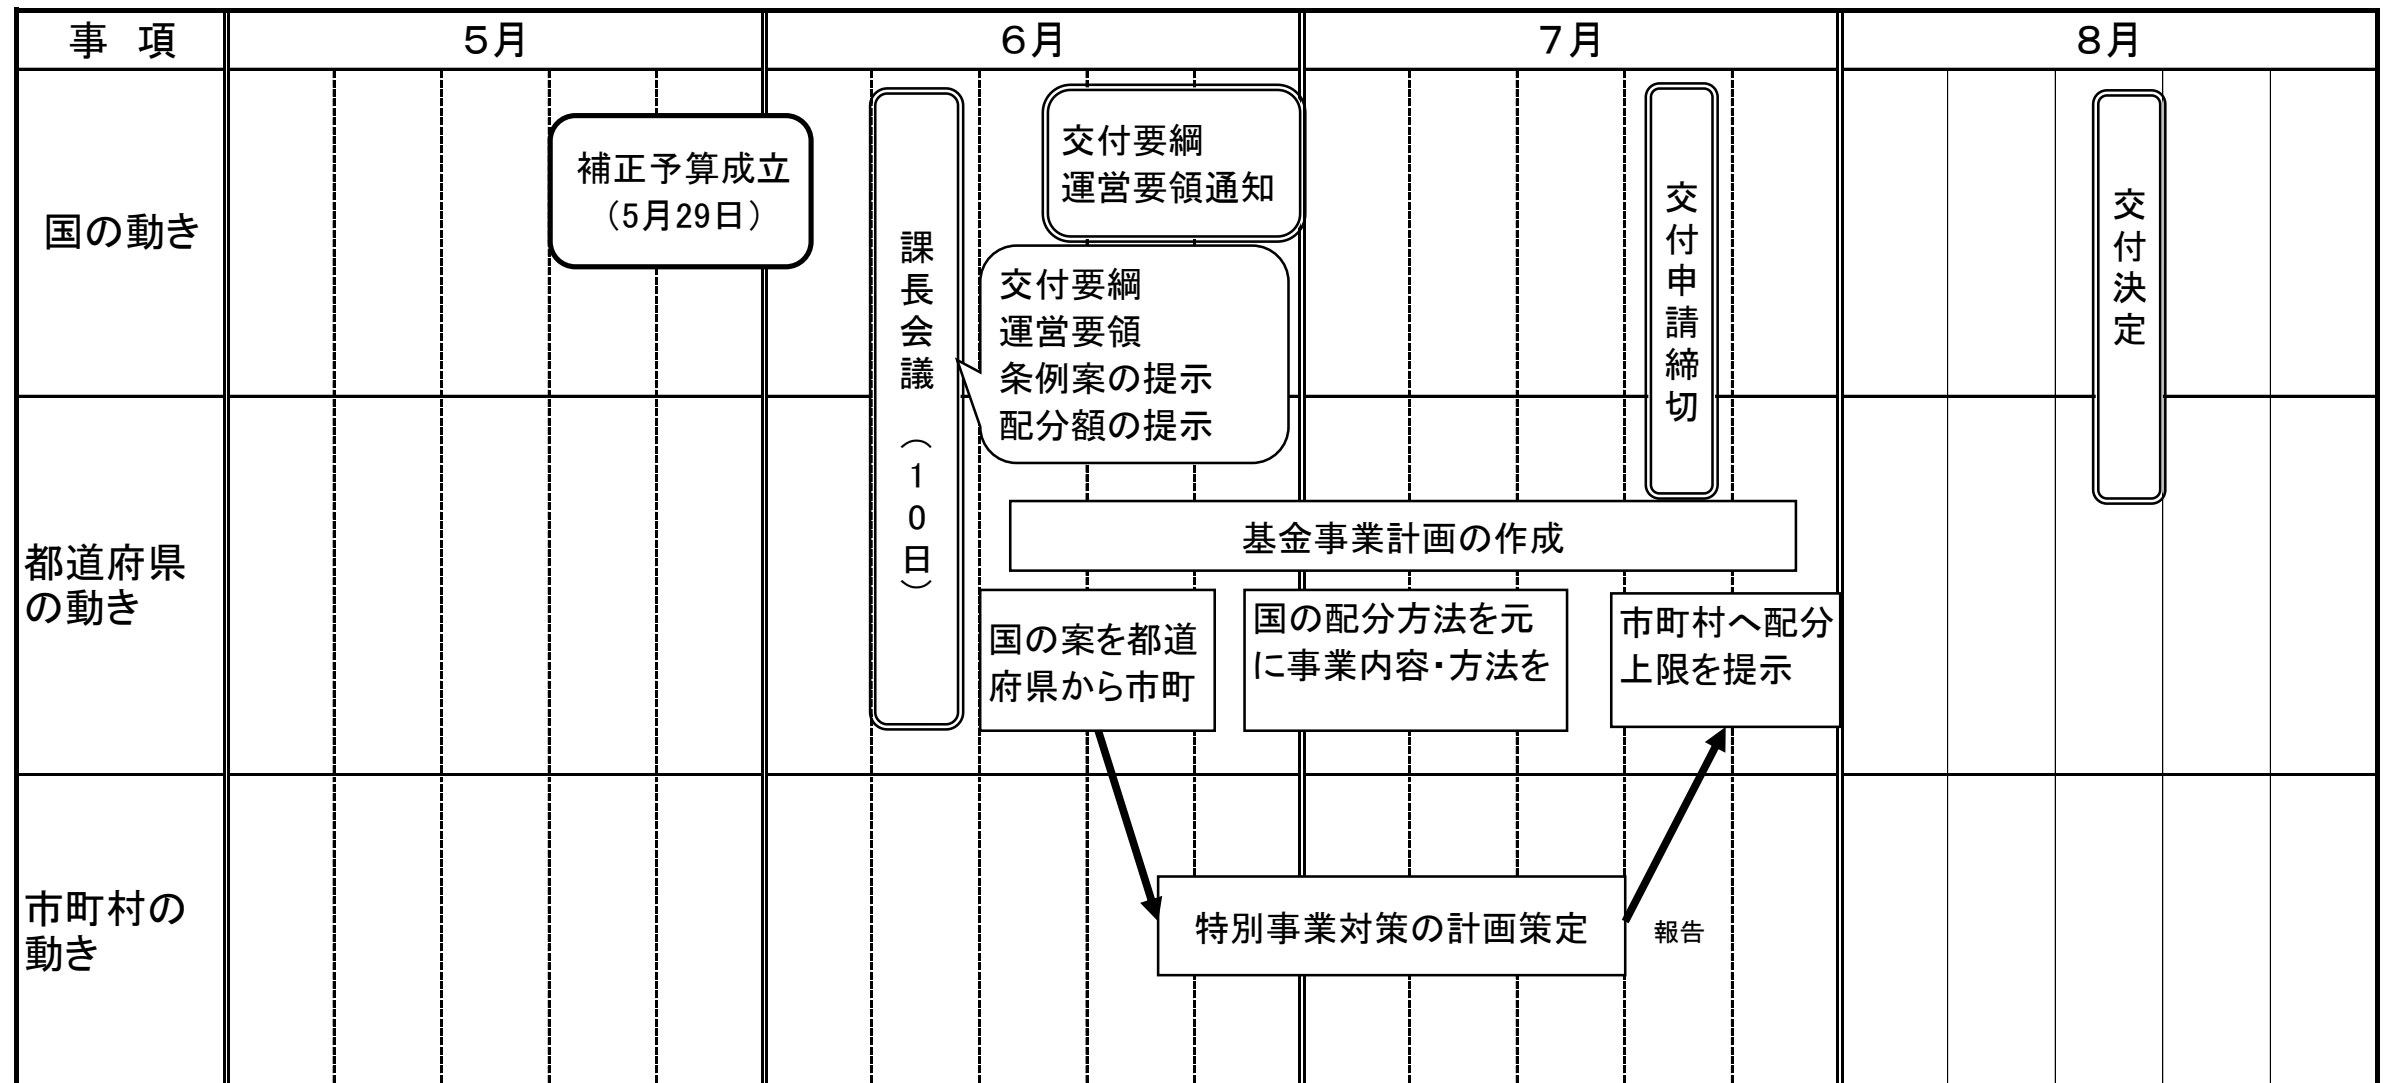 事　項
５月
６月
７月
８月
国の動き
補正予算成立
（5月29日）
課長会議　（１０日）
交付要綱
運営要領通知
交付要綱
運営要領
条例案の提示
配分額の提示
交付申請締切
交付決定
都道府県
の動き
基金事業計画の作成
国の案を都道
府県から市町
国の配分方法を元
に事業内容・方法を
市町村へ配分
上限を提示
市町村の
動き
特別事業対策の計画策定
報告